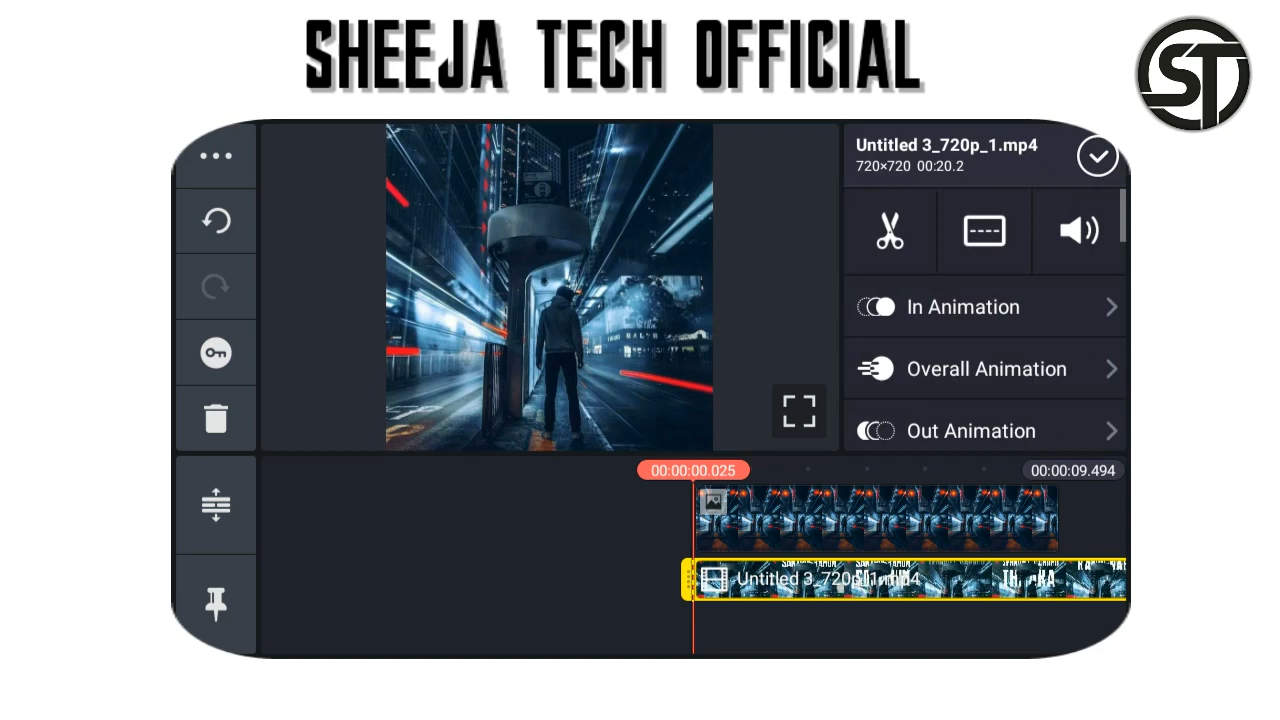 SHEEJA TECH OFFICIAL
ST
Untitled 3_720p_1.mp4
720×720 00:20.2
In Animation
Overall Animation
Out Animation
00:00:00.025
00:00:09.494
Untitled 3_720p_1.mp4